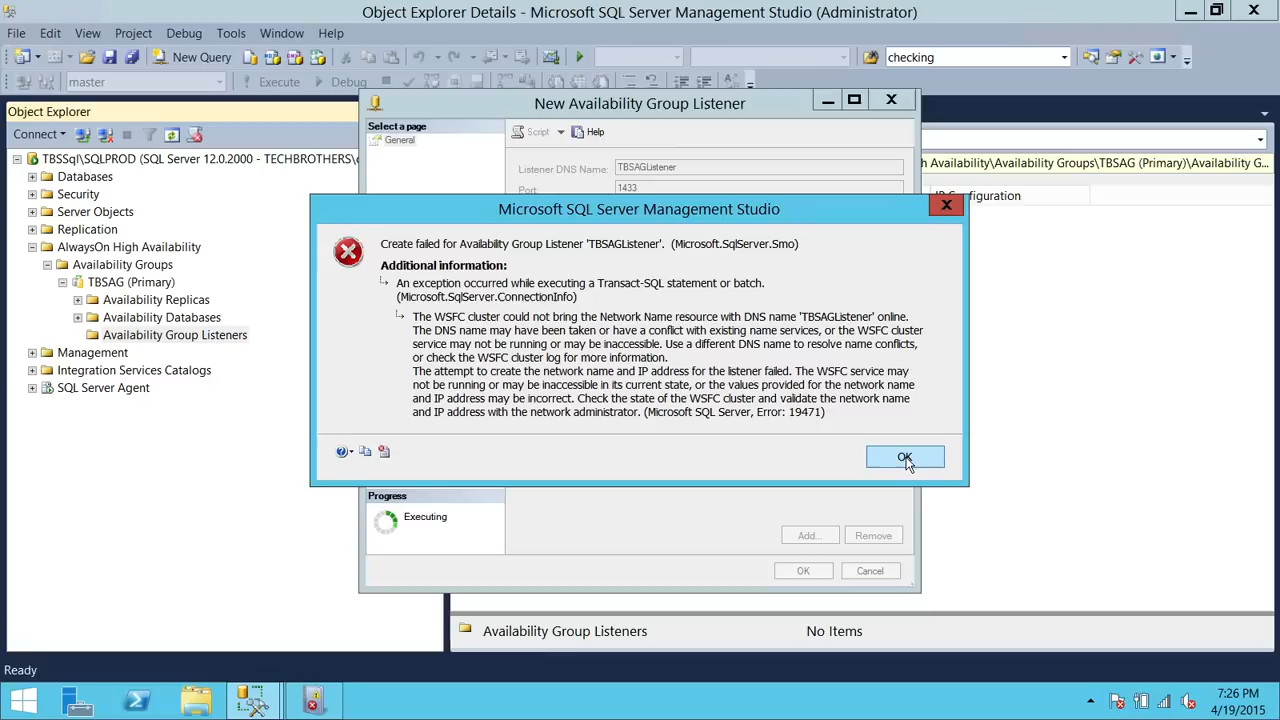 Object Explorer Details - Microsoft SQL Server Management Studio (Administrator)
File Edit View Project Debug Tools Window Help
New Query
checking
master
Execute
Debug
Object Explorer
Connect
TBSSql\SQLPROD (SQL Server 12.0.2000 - TECHBROTHERS\
Databases
Security
Server Objects
Replication
AlwaysOn High Availability
Availability Groups
TBSAG (Primary)
Availability Replicas
Availability Databases
Availability Group Listeners
Management
Integration Services Catalogs
SQL Server Agent
New Availability Group Listener
Select a page
General
Script
Help
Listener DNS Name:
TBSAGListener
Port:
1433
h Availability\Availability Groups\TBSAG (Primary)\Availability G...
IP Configuration
Microsoft SQL Server Management Studio
Create failed for Availability Group Listener 'TBSAGListener'. (Microsoft.SqlServer.Smo)
Additional information:
An exception occurred while executing a Transact-SQL statement or batch.
(Microsoft.SqlServer.ConnectionInfo)
The WSFC cluster could not bring the Network Name resource with DNS name 'TBSAGListener' online.
The DNS name may have been taken or have a conflict with existing name services, or the WSFC cluster
service may not be running or may be inaccessible. Use a different DNS name to resolve name conflicts,
or check the WSFC cluster log for more information.
The attempt to create the network name and IP address for the listener failed. The WSFC service may
not be running or may be inaccessible in its current state, or the values provided for the network name
and IP address may be incorrect. Check the state of the WSFC cluster and validate the network name
and IP address with the network administrator. (Microsoft SQL Server, Error: 19471)
OK
Progress
Executing
Add...
Remove
OK
Cancel
Availability Group Listeners
No Items
Ready
7:26 PM
4/19/2015